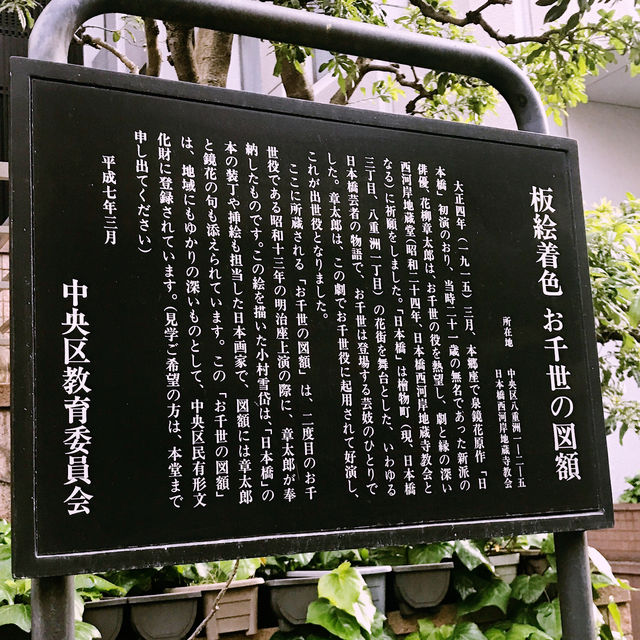 板絵着色 お千世の図額
所在地 中央区八重洲一ー二ー五
日本橋西河岸地蔵寺教会
大正四年(一九一五)三月、本郷座で泉鏡花原作「日
本橋」初演のおり、当時二十一歳の無名であった新派の
俳優、花柳章太郎は、お千世の役を熱望し、劇と縁の深い
西河岸地蔵堂(昭和二十四年、日本橋西河岸地蔵寺教会と
なる)に祈願をしました。「日本橋」は檜物町(現、日本橋
三丁目、八重洲一丁目)の花街を舞台とした、いわゆる
日本橋芸者の物語で、お千世は登場する芸妓のひとりで
した。章太郎は、この劇でお千世役に起用されて好演し、
これが出世役となりました。
ここに所蔵される「お千世の図額」は、二度目のお千
世役である昭和十三年の明治座上演の際に、章太郎が奉
納したものです。この絵を描いた小村雪岱は、「日本橋」の
本の装丁や挿絵も担当した日本画家で、図額には章太郎
と鏡花の句も添えられています。この「お千世の図額」
は、地域にもゆかりの深いものとして、中央区民有形文
化財に登録されています。(見学ご希望の方は、本堂まで
申し出てください)
平成七年三月
中央区教育委員会